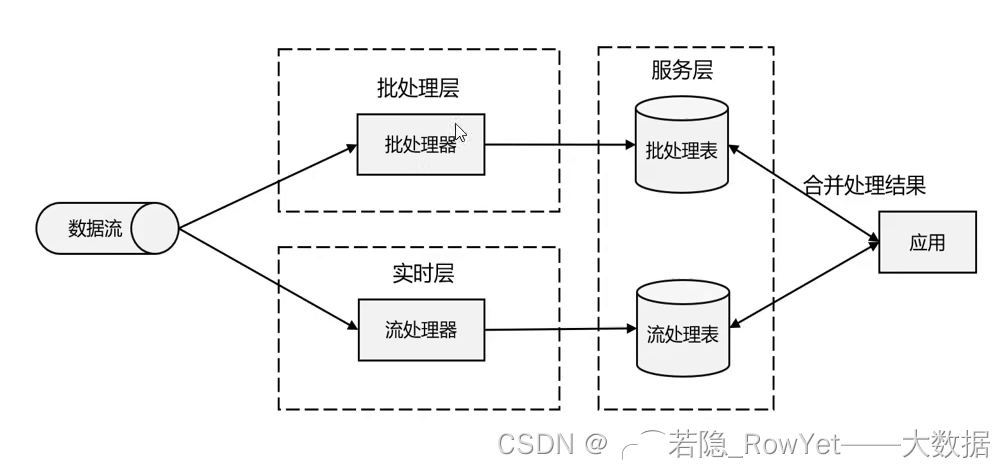 批处理层
批处理器
服务层
批处理表
合并处理结果
数据流
应用
实时层
流处理器
流处理表
CSDN @╭⌒若隐_RowYet——大数据